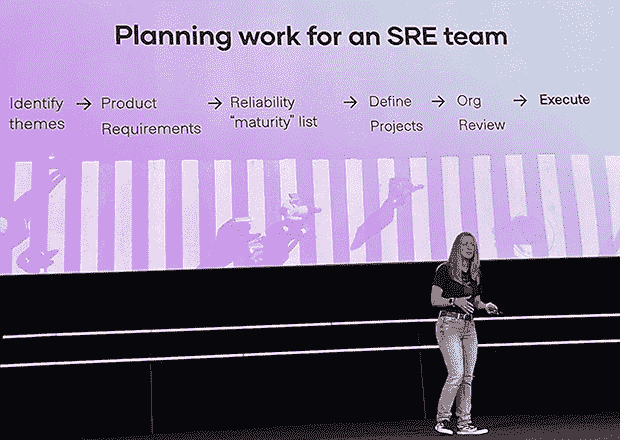 Planning work for an SRE team
Identify → Product → Reliability → Define → Org → Execute
themes Requirements "maturity" list Projects Review